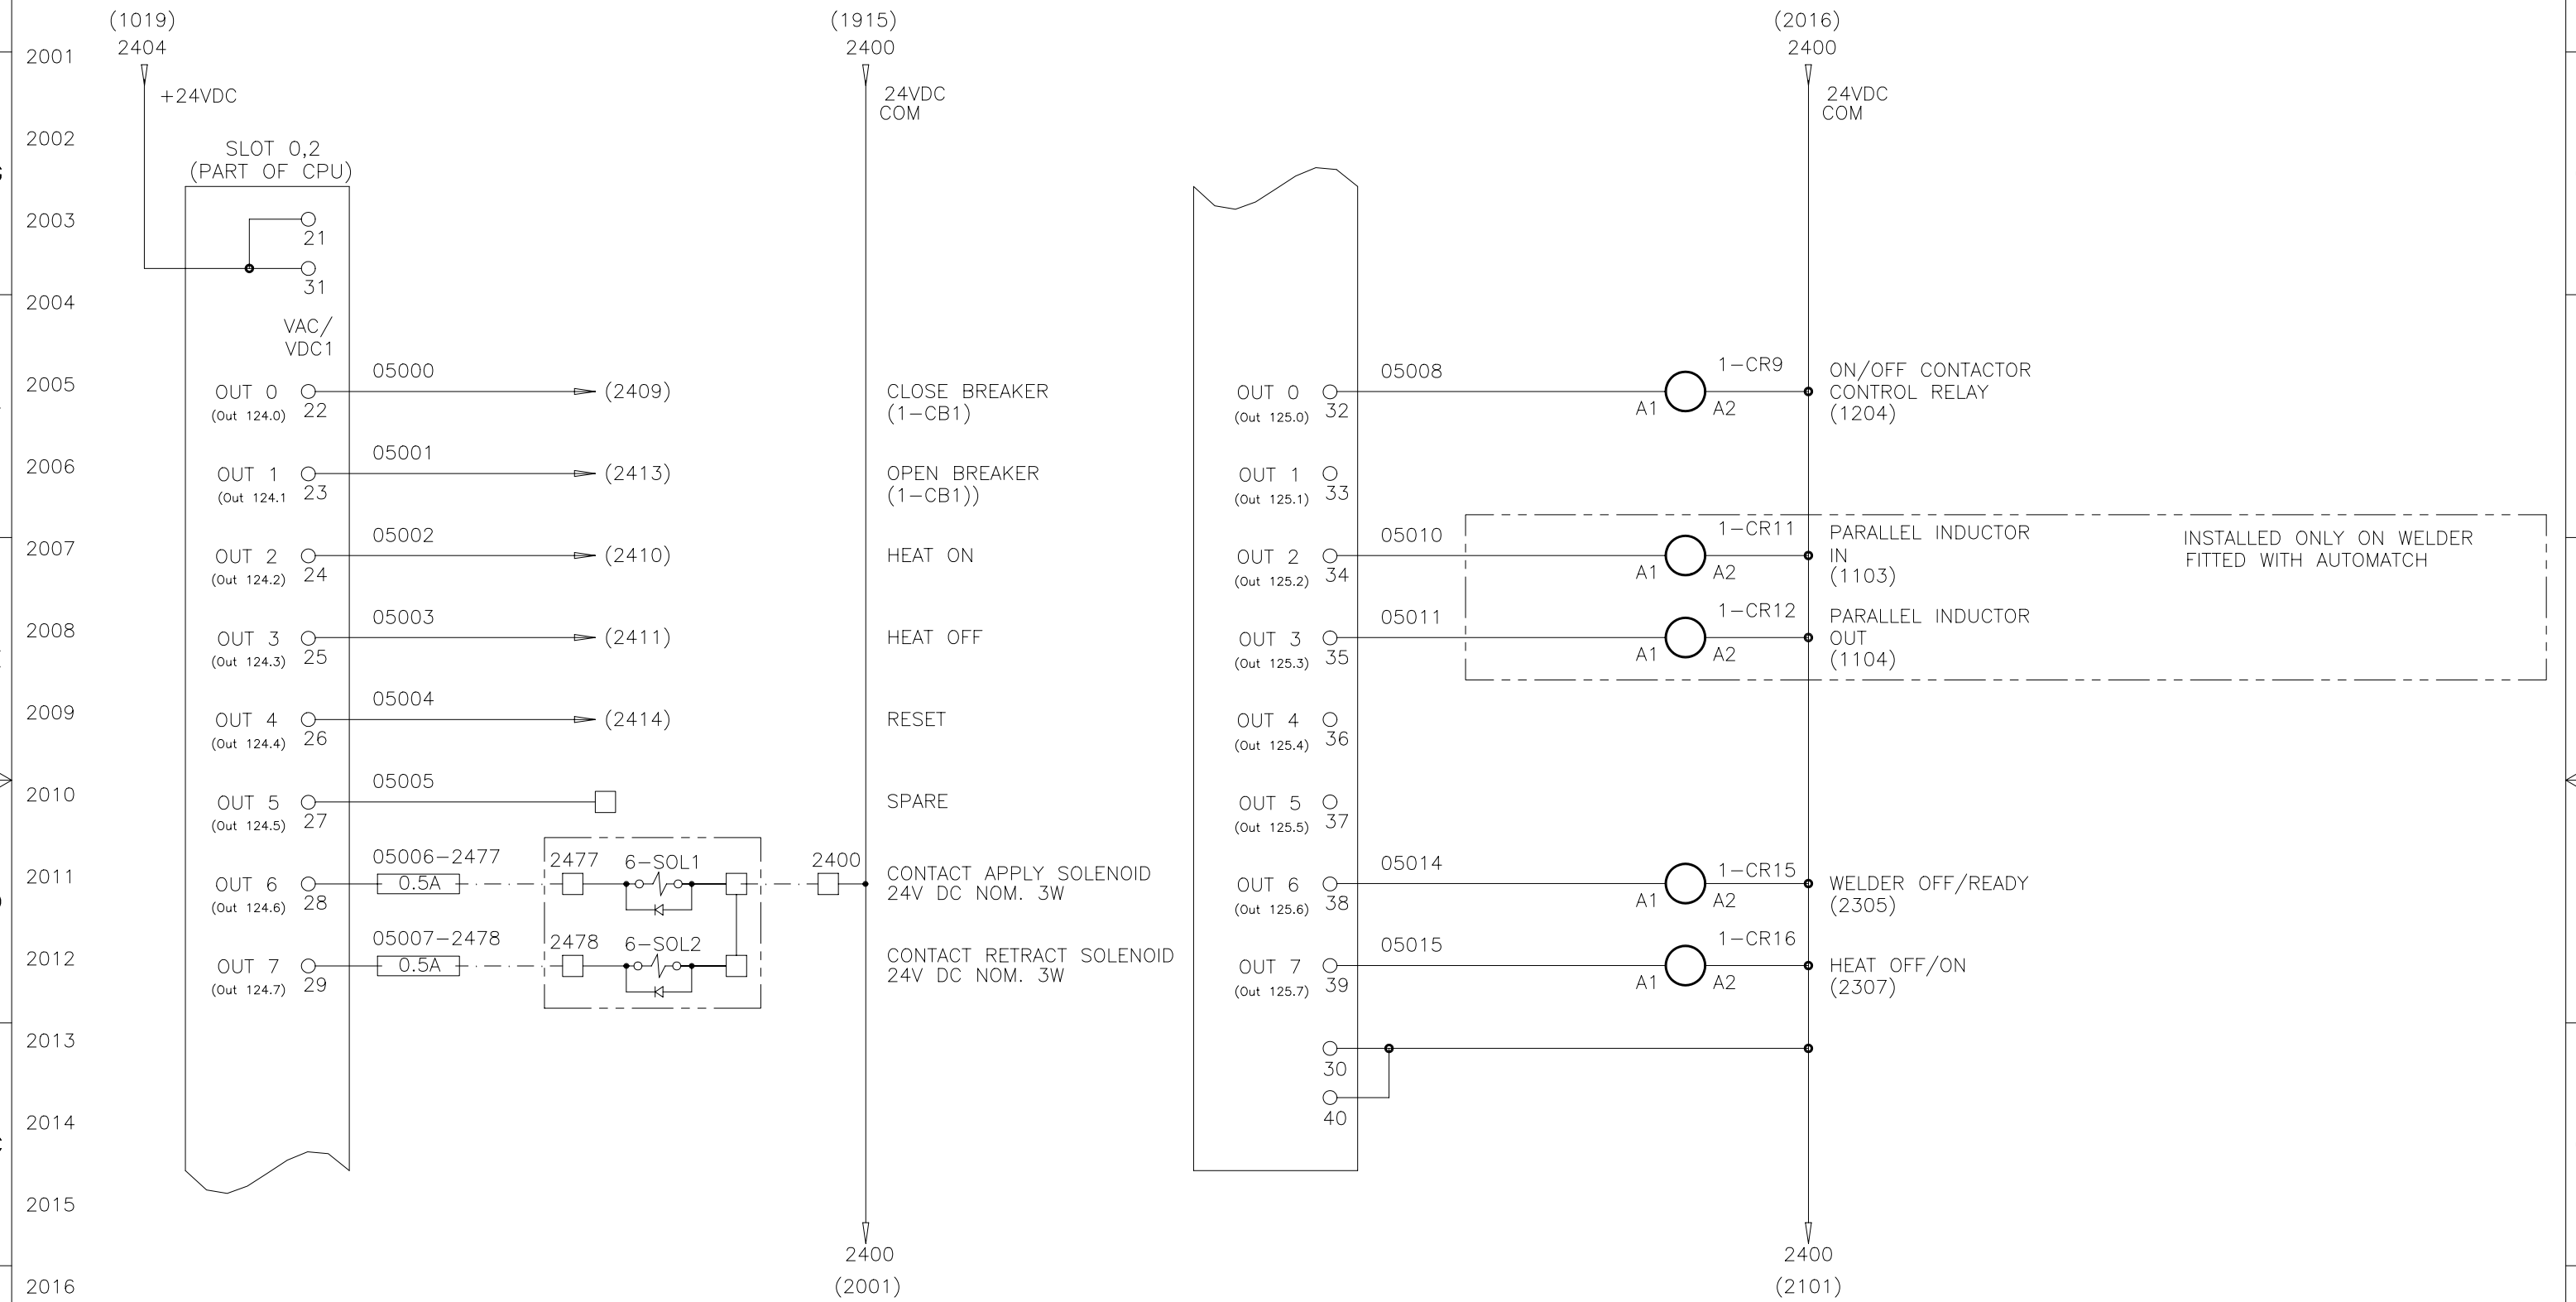 (1019)
2404
+24VDC
(1915)
2400
24VDC
COM
(2016)
2400
24VDC
COM
2001
2002
2003
2004
2005
2006
2007
2008
2009
2010
2011
2012
2013
2014
2015
2016
SLOT 0,2
(PART OF CPU)
21
31
VAC/
VDC1
OUT 0
(Out 124.0)
22
05000
(2409)
CLOSE BREAKER
(1-CB1)
OUT 1
(Out 124.1
23
05001
(2413)
OPEN BREAKER
(1-CB1))
OUT 2
(Out 124.2)
24
05002
(2410)
HEAT ON
OUT 3
(Out 124.3)
25
05003
(2411)
HEAT OFF
OUT 4
(Out 124.4)
26
05004
(2414)
RESET
OUT 5
(Out 124.5)
27
05005
SPARE
OUT 6
(Out 124.6)
28
05006-2477
0.5A
2477
6-SOL1
2400
CONTACT APPLY SOLENOID
24V DC NOM. 3W
OUT 7
(Out 124.7)
29
05007-2478
0.5A
2478
6-SOL2
CONTACT RETRACT SOLENOID
24V DC NOM. 3W
2400
(2001)
OUT 0
(Out 125.0)
32
05008
A1
A2
1-CR9
ON/OFF CONTACTOR
CONTROL RELAY
(1204)
OUT 1
(Out 125.1)
33
OUT 2
(Out 125.2)
34
05010
A1
A2
1-CR11
PARALLEL INDUCTOR
IN
(1103)
INSTALLED ONLY ON WELDER
FITTED WITH AUTOMATCH
OUT 3
(Out 125.3)
35
05011
A1
A2
1-CR12
PARALLEL INDUCTOR
OUT
(1104)
OUT 4
(Out 125.4)
36
OUT 5
(Out 125.5)
37
OUT 6
(Out 125.6)
38
05014
A1
A2
1-CR15
WELDER OFF/READY
(2305)
OUT 7
(Out 125.7)
39
05015
A1
A2
1-CR16
HEAT OFF/ON
(2307)
30
40
2400
(2101)